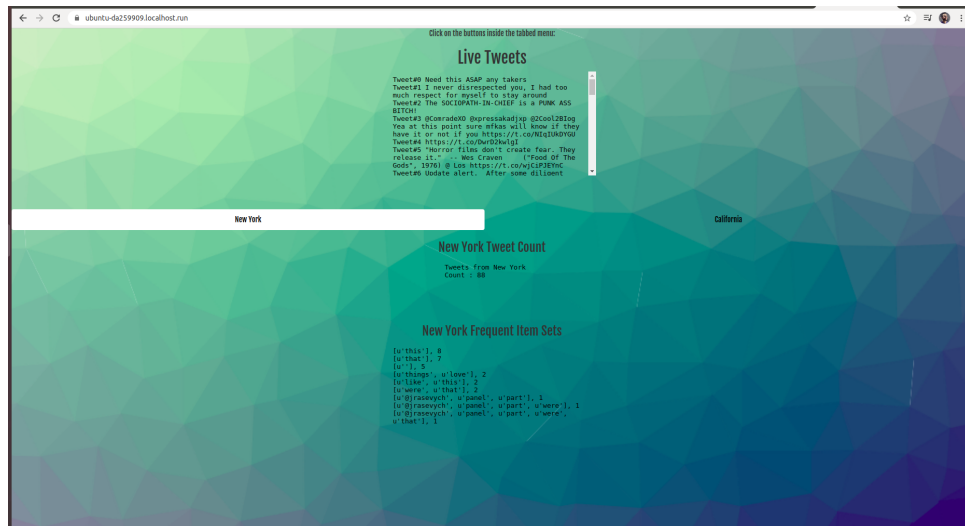 ubuntu-da259909.localhost.run
Click on the buttons inside the tabbed menu:
Live Tweets
Tweet#0 Need this ASAP any takers
Tweet#1 I never disrespected you, I had too
much respect for myself to stay around
Tweet#2 The SOCIOPATH-IN-CHIEF is a PUNK ASS
BITCH!
Tweet#3 @ComradeXO @xpressakadjxp @2Cool2BIog
Yea at this point sure mfkas will know if they
have it or not if you https://t.co/NIqIUkDYGU
Tweet#4 https://t.co/DwrD2kwlgI
Tweet#5 "Horror films don't create fear. They
release it." -- Wes Craven ("Food Of The
Gods", 1976) @ Los https://t.co/wjCiPJEYnC
Tweet#6 Update alert. After some diligent
New York
California
New York Tweet Count
Tweets from New York
Count : 88
New York Frequent Item Sets
[u'this'], 8
[u'that'], 7
[u''], 5
[u'things', u'love'], 2
[u'like', u'this'], 2
[u'were', u'that'], 2
[u'@jrasevych', u'panel', u'part'], 1
[u'@jrasevych', u'panel', u'part', u'were'], 1
[u'@jrasevych', u'panel', u'part', u'were',
u'that'], 1